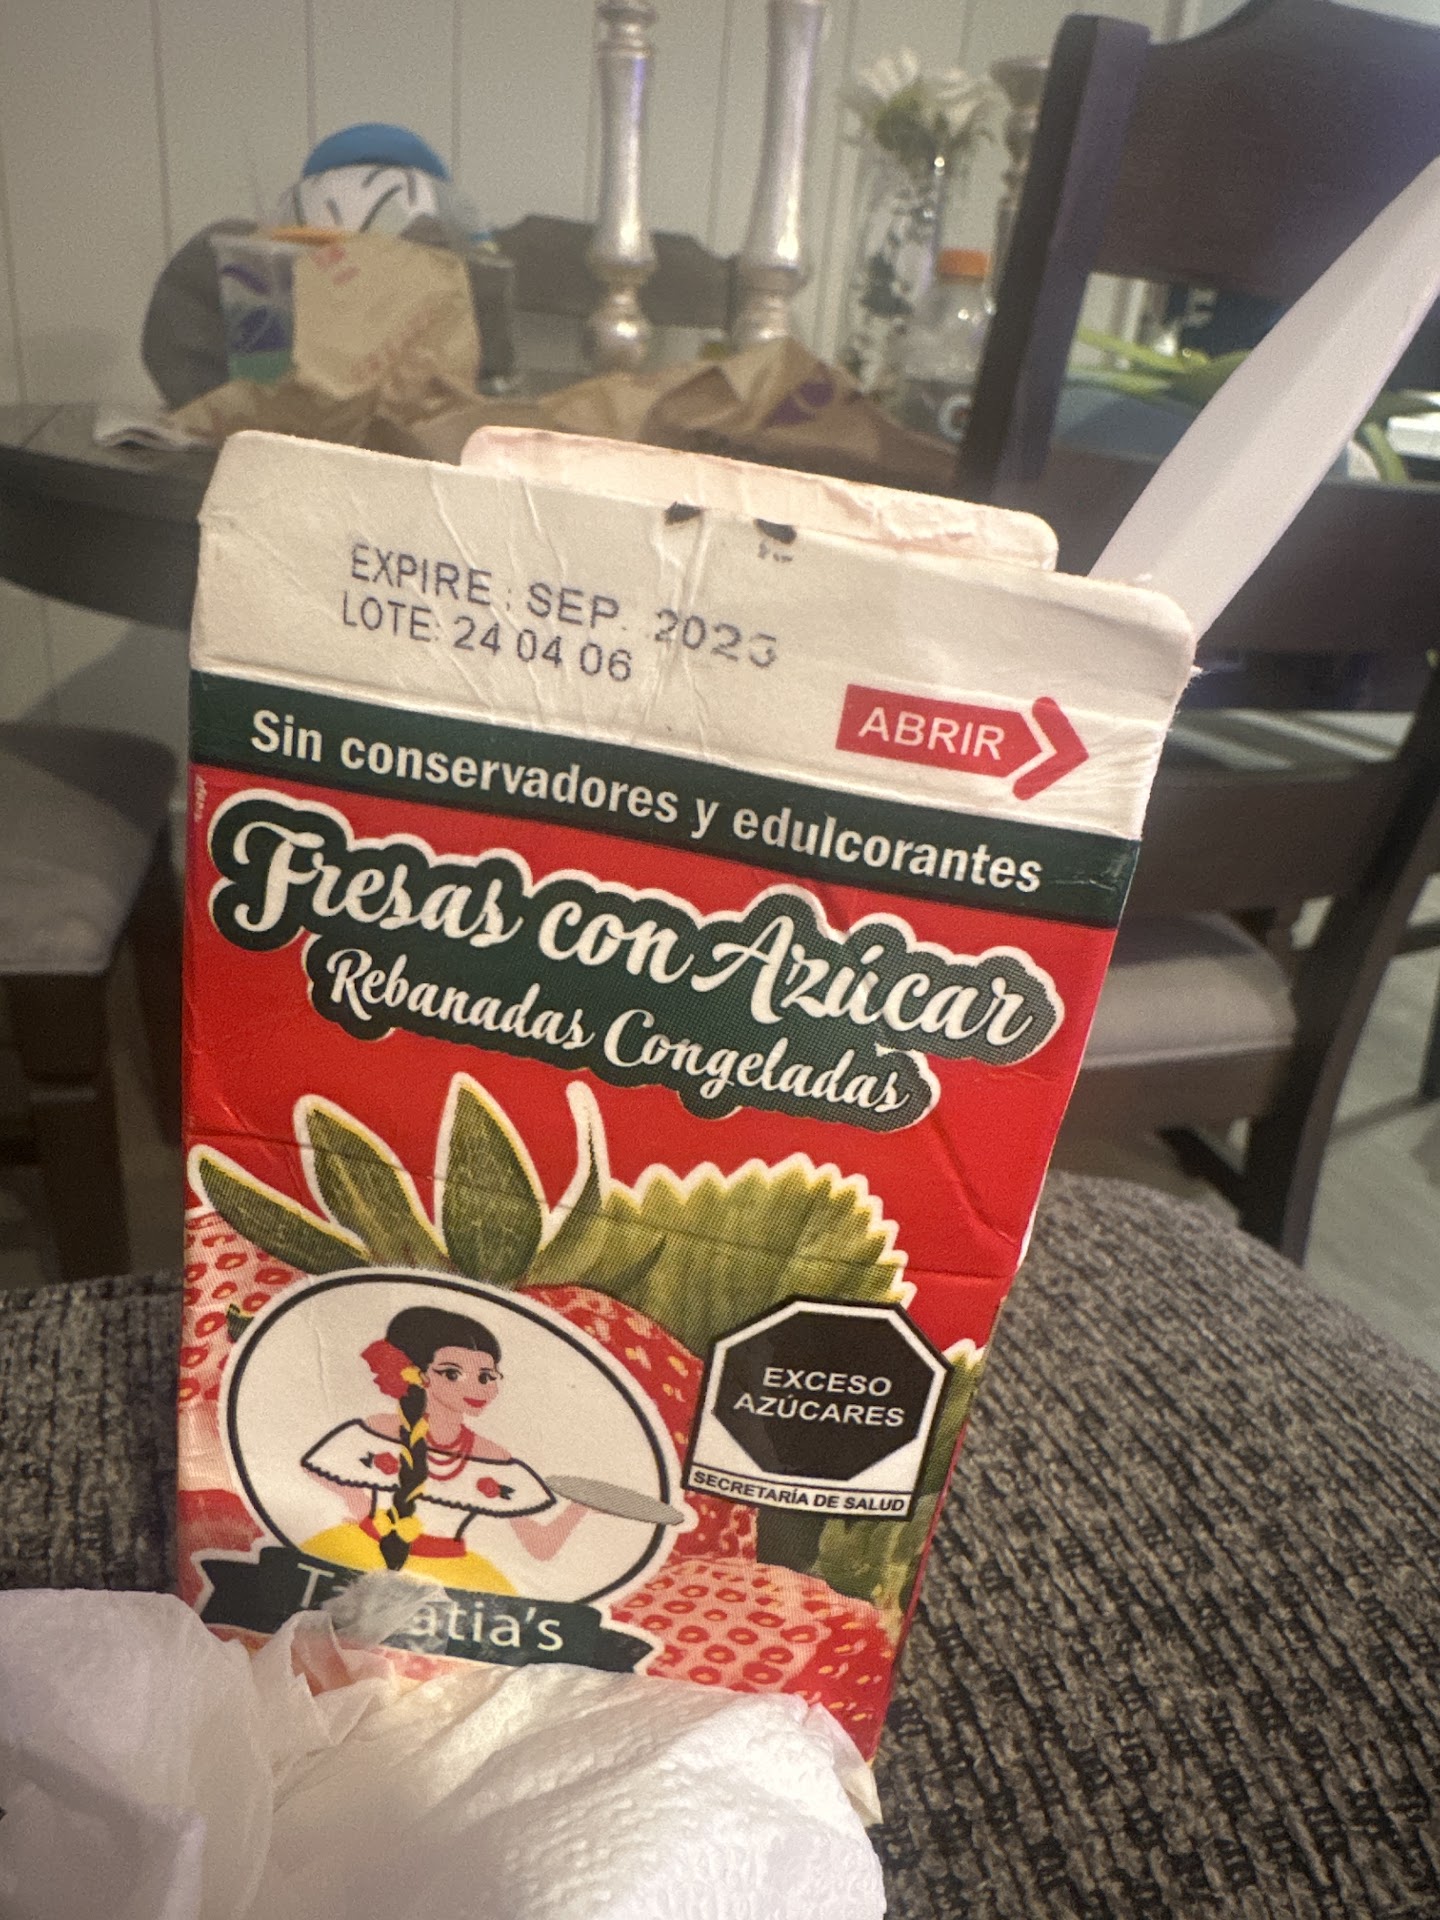 EXPIRE: SEP.
LOTE: 24 04 06
ABRIR
Sin conservadores y edulcorantes
Fresas con Azúcar
Rebanadas Congeladas
EXCESO
AZÚCARES
SECRETARÍA DE SALUD